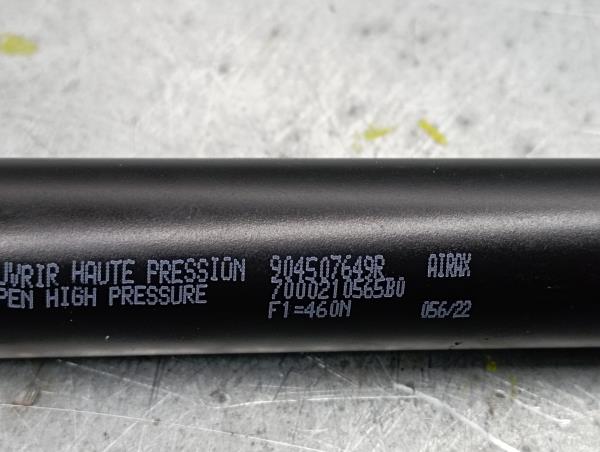 UVRIR HAUTE PRESSION 904507649R AIRAX
PEN HIGH PRESSURE 7000210565B0
F1=460N 056/22